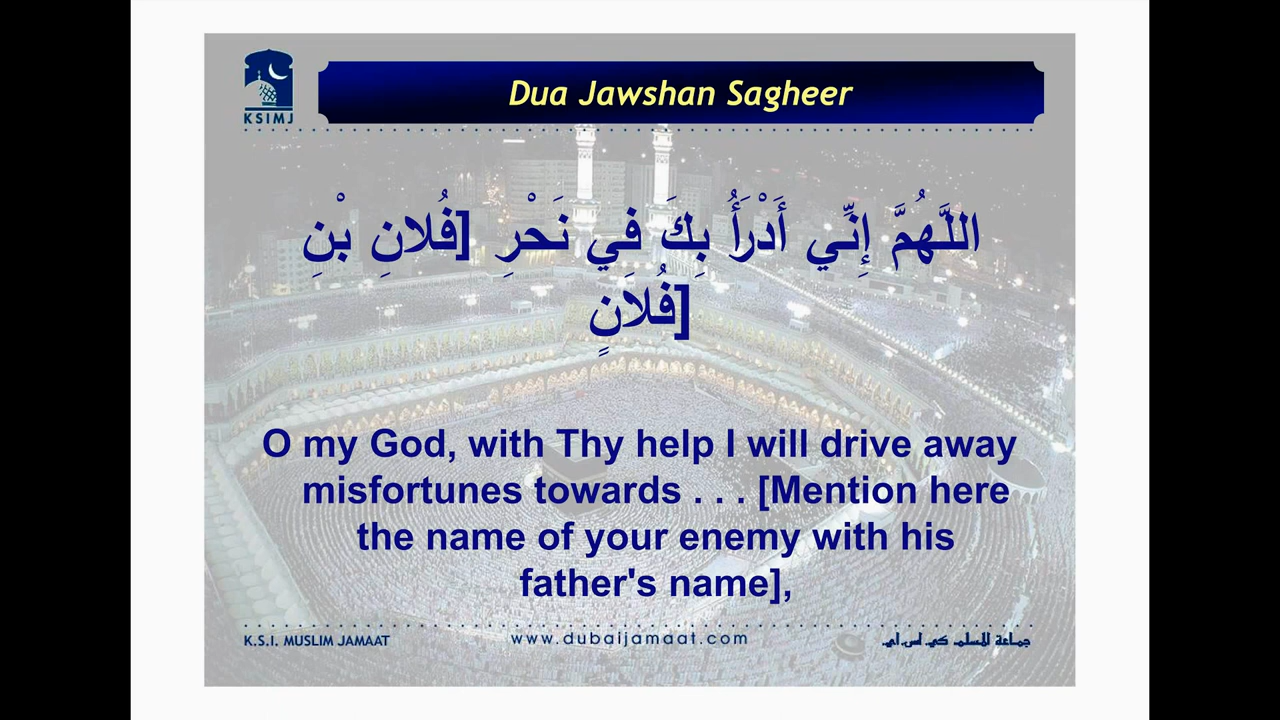 KSIMJ
Dua Jawshan Sagheer
اللَّهُمَّ إِنِّي أَدْرَأُ بِكَ فِي نَحْرِ [فُلانِ بْنِ
[فُلَانٍ
O my God, with Thy help I will drive away
misfortunes towards . . . [Mention here
the name of your enemy with his
father's name],
K.S.I. MUSLIM JAMAAT
www.dubaijamaat.com